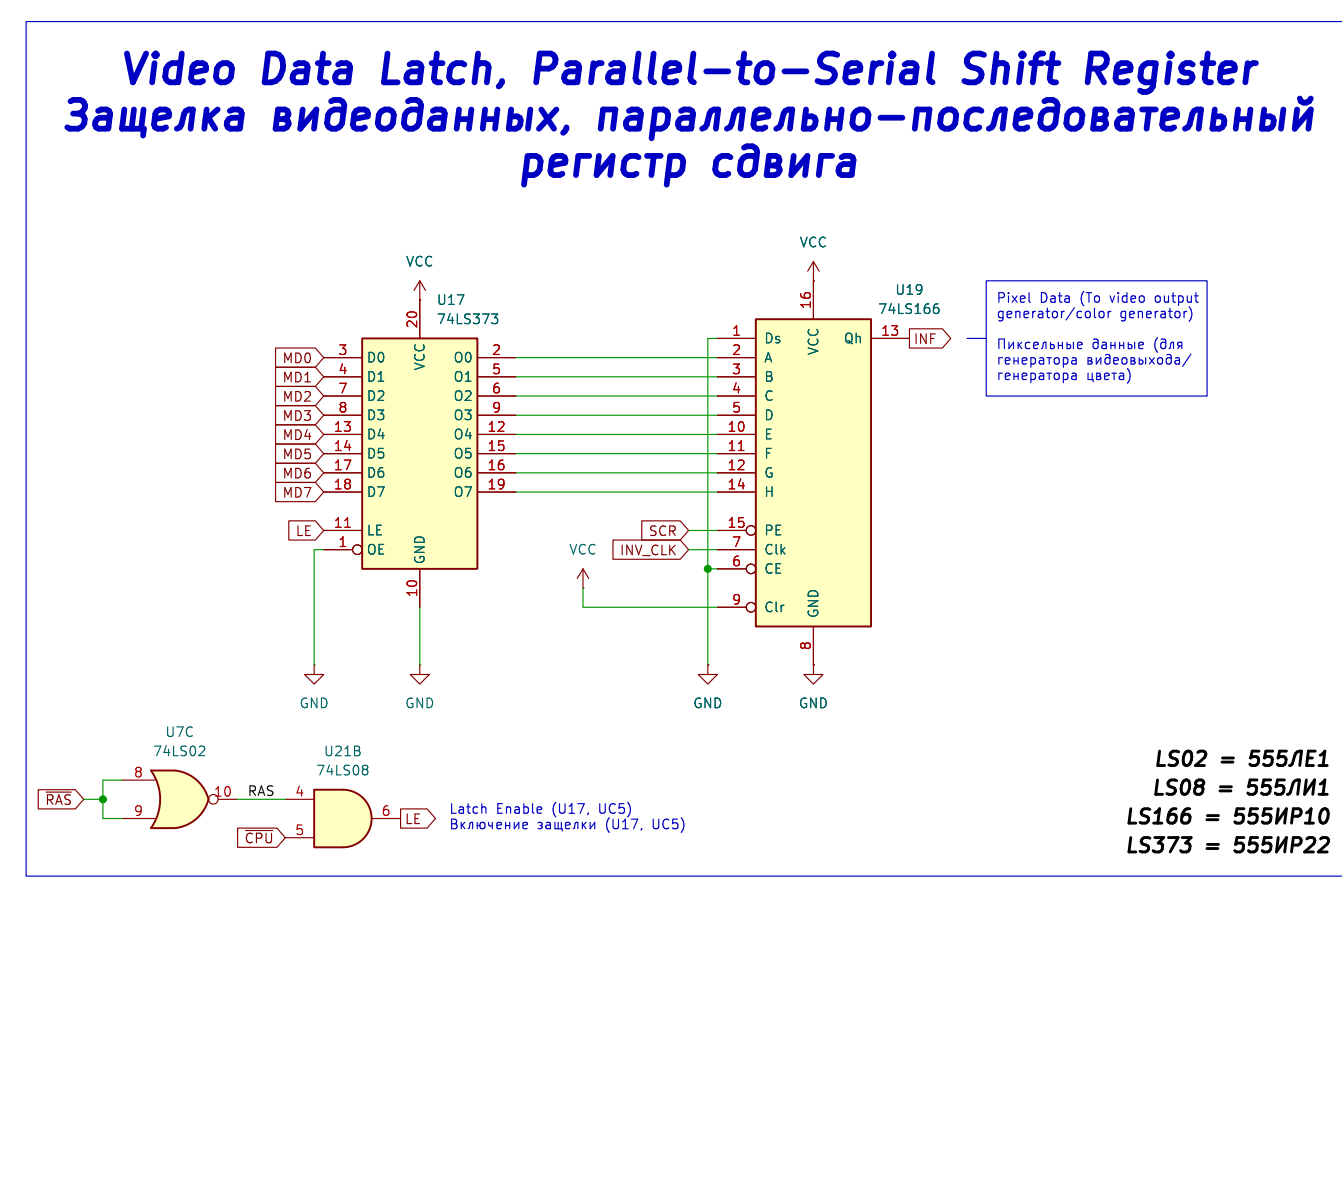 Video Data Latch, Parallel-to-Serial Shift Register
Защелка видеоданных, параллельно-последовательный
регистр сдвига
VCC
VCC
U17
74LS373
20
VCC
MD0 3 D0 O0 2
MD1 4 D1 O1 5
MD2 7 D2 O2 6
MD3 8 D3 O3 9
MD4 13 D4 O4 12
MD5 14 D5 O5 15
MD6 17 D6 O6 16
MD7 18 D7 O7 19
LE 11 LE
1 OE
GND
10
GND
GND
U19
74LS166
16
VCC
1 Ds Qh 13 INF
2 A
3 B
4 C
5 D
10 E
11 F
12 G
14 H
SCR 15 PE
INV_CLK 7 Clk
VCC
6 CE
9 Clr
GND
8
GND
GND
Pixel Data (To video output
generator/color generator)
Пиксельные данные (для
генератора видеовыхода/
генератора цвета)
U7C
74LS02
RAS
8
9
10
RAS
U21B
74LS08
4
CPU 5
6 LE
Latch Enable (U17, UC5)
Включение защелки (U17, UC5)
LS02 = 555ЛЕ1
LS08 = 555ЛИ1
LS166 = 555ИР10
LS373 = 555ИР22